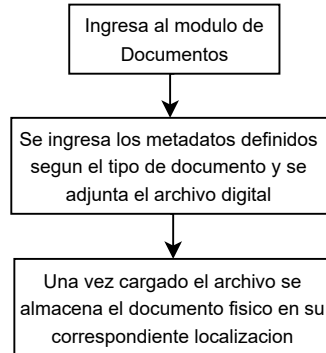 Ingresa al modulo de
Documentos
Se ingresa los metadatos definidos
segun el tipo de documento y se
adjunta el archivo digital
Una vez cargado el archivo se
almacena el documento fisico en su
correspondiente localizacion